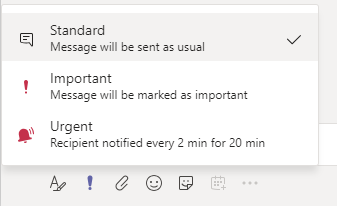 Standard
Message will be sent as usual
Important
Message will be marked as important
Urgent
Recipient notified every 2 min for 20 min